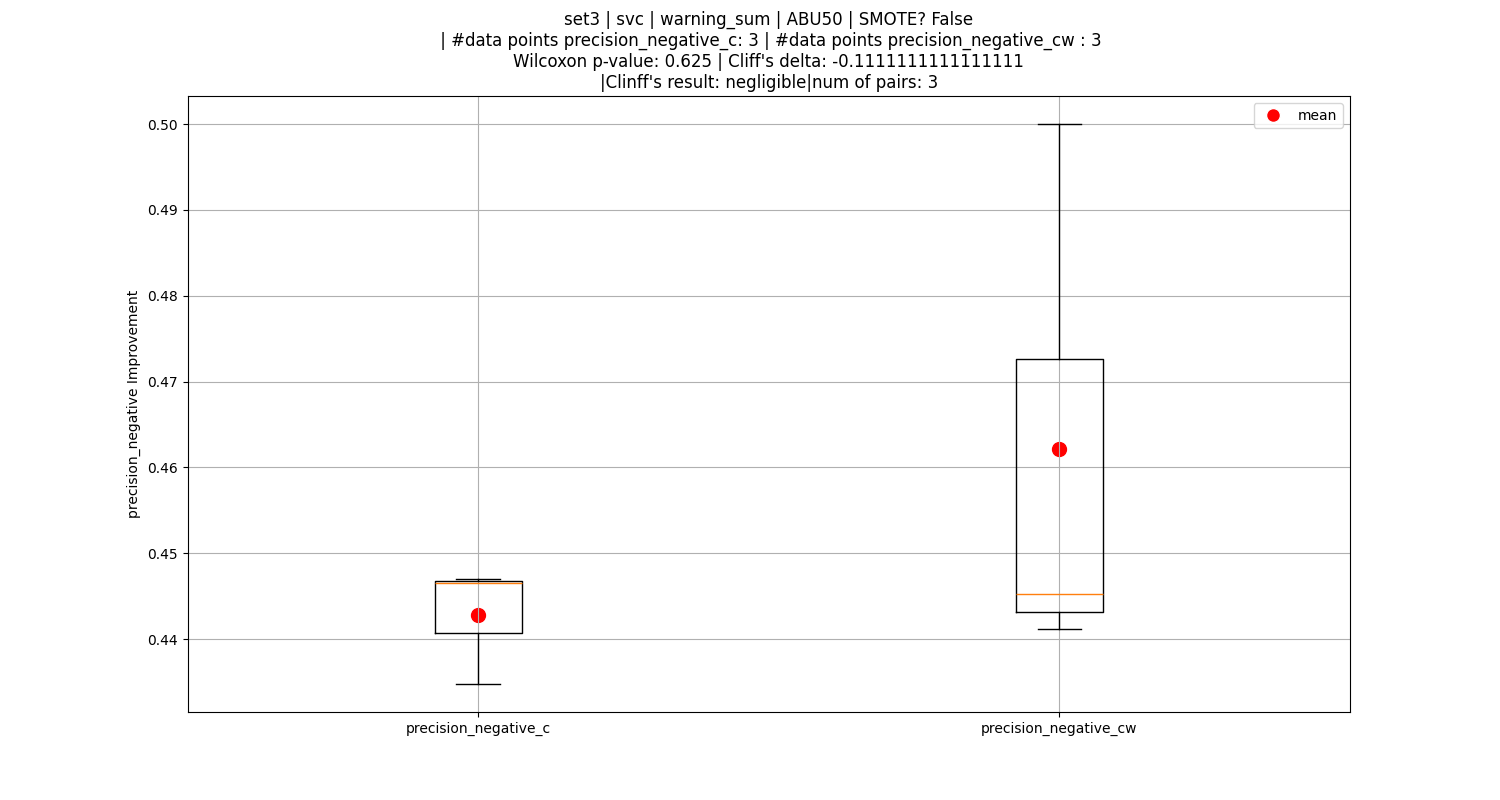 set3 | svc | warning_sum | ABU50 | SMOTE? False
| #data points precision_negative_c: 3 | #data points precision_negative_cw : 3
Wilcoxon p-value: 0.625 | Cliff's delta: -0.1111111111111111
|Clinff's result: negligible|num of pairs: 3
mean
0.50
0.49
0.48
0.47
0.46
0.45
0.44
precision_negative Improvement
precision_negative_c
precision_negative_cw